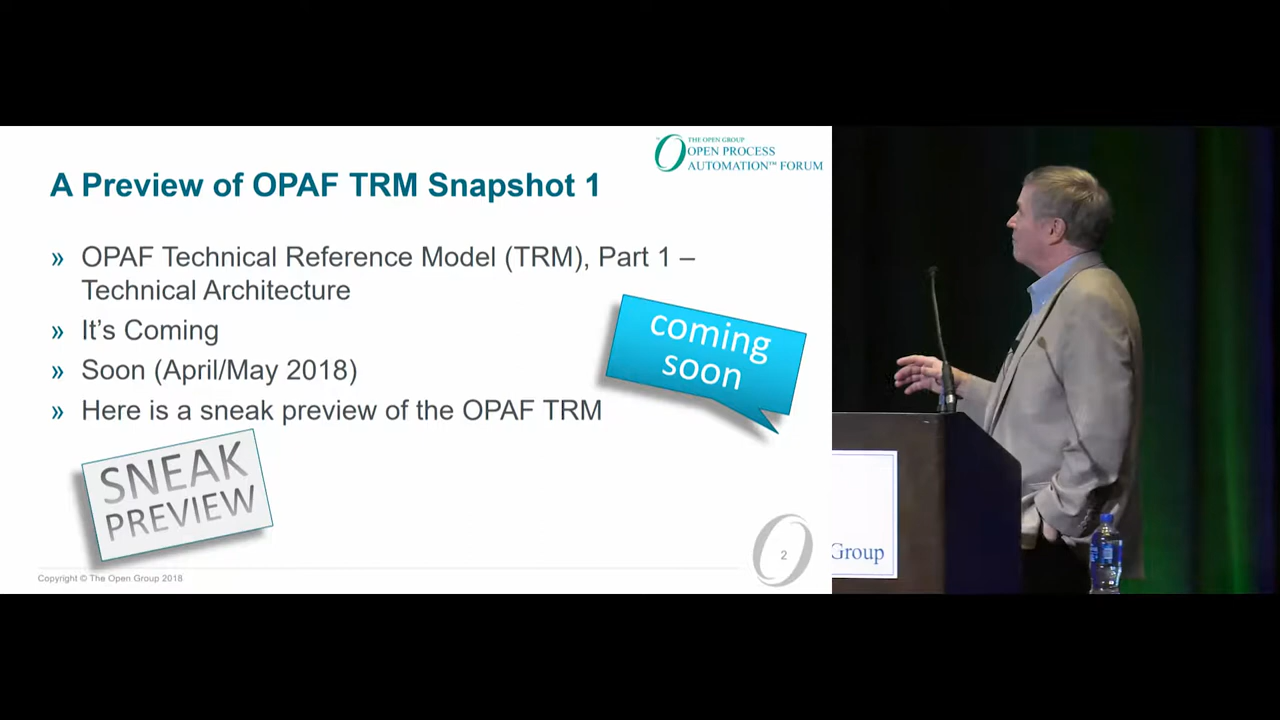 THE OPEN GROUP
OPEN PROCESS
AUTOMATION™ FORUM
A Preview of OPAF TRM Snapshot 1
» OPAF Technical Reference Model (TRM), Part 1 –
Technical Architecture
» It's Coming
» Soon (April/May 2018)
» Here is a sneak preview of the OPAF TRM
coming
soon
SNEAK
PREVIEW
2
Copyright © The Open Group 2018
Group